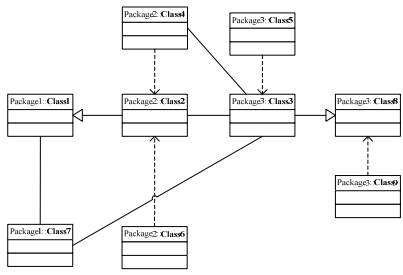 Package2::Class4
Package3::Class5
Package1::Class1
Package2::Class2
Package3::Class3
Package3::Class8
Package3::Class9
Package1::Class7
Package2::Class6